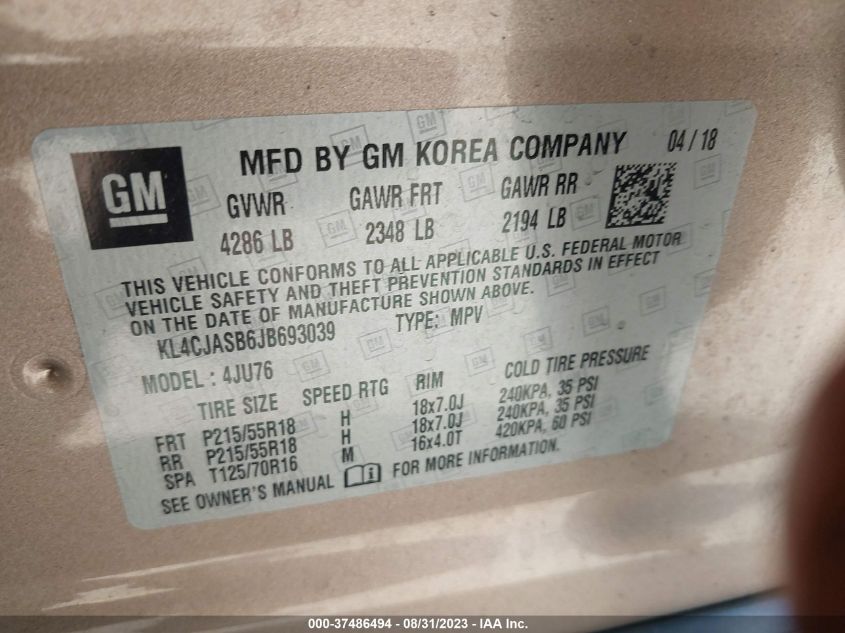 GM
MFD BY GM KOREA COMPANY 04/18
GVWR GAWR FRT GAWR RR
4286 LB 2348 LB 2194 LB
THIS VEHICLE CONFORMS TO ALL APPLICABLE U.S. FEDERAL MOTOR
VEHICLE SAFETY AND THEFT PREVENTION STANDARDS IN EFFECT
ON THE DATE OF MANUFACTURE SHOWN ABOVE.
KL4CJASB6JB693039 TYPE: MPV
MODEL : 4JU76
TIRE SIZE SPEED RTG RIM COLD TIRE PRESSURE
FRT P215/55R18 H 18x7.0J 240KPA, 35 PSI
RR P215/55R18 H 18x7.0J 240KPA, 35 PSI
SPA T125/70R16 M 16x4.0T 420KPA, 60 PSI
SEE OWNER'S MANUAL FOR MORE INFORMATION.
000-37486494 - 08/31/2023 - IAA Inc.